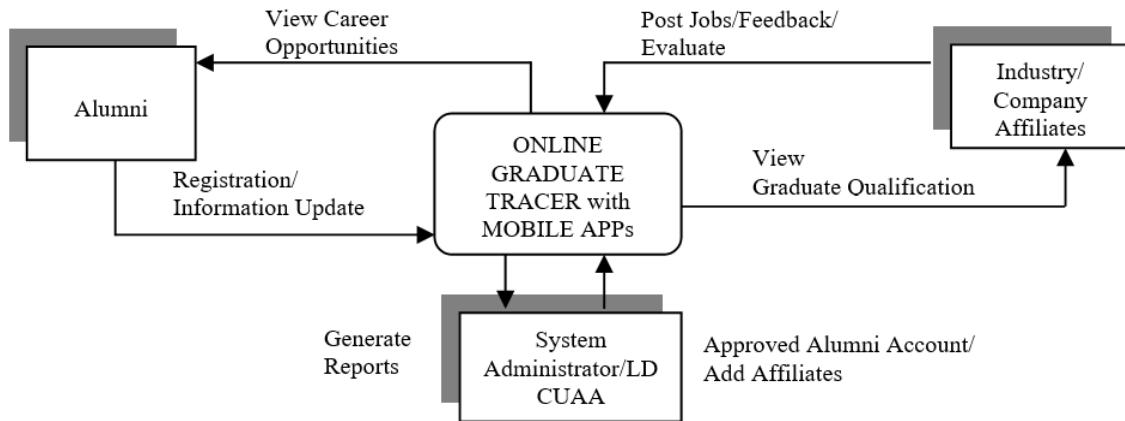 View Career
Opportunities
Post Jobs/Feedback/
Evaluate
Alumni
Industry/
Company
Affiliates
ONLINE
GRADUATE
TRACER with
MOBILE APPs
Registration/
Information Update
View
Graduate Qualification
Generate
Reports
System
Administrator/LD
CUAA
Approved Alumni Account/
Add Affiliates